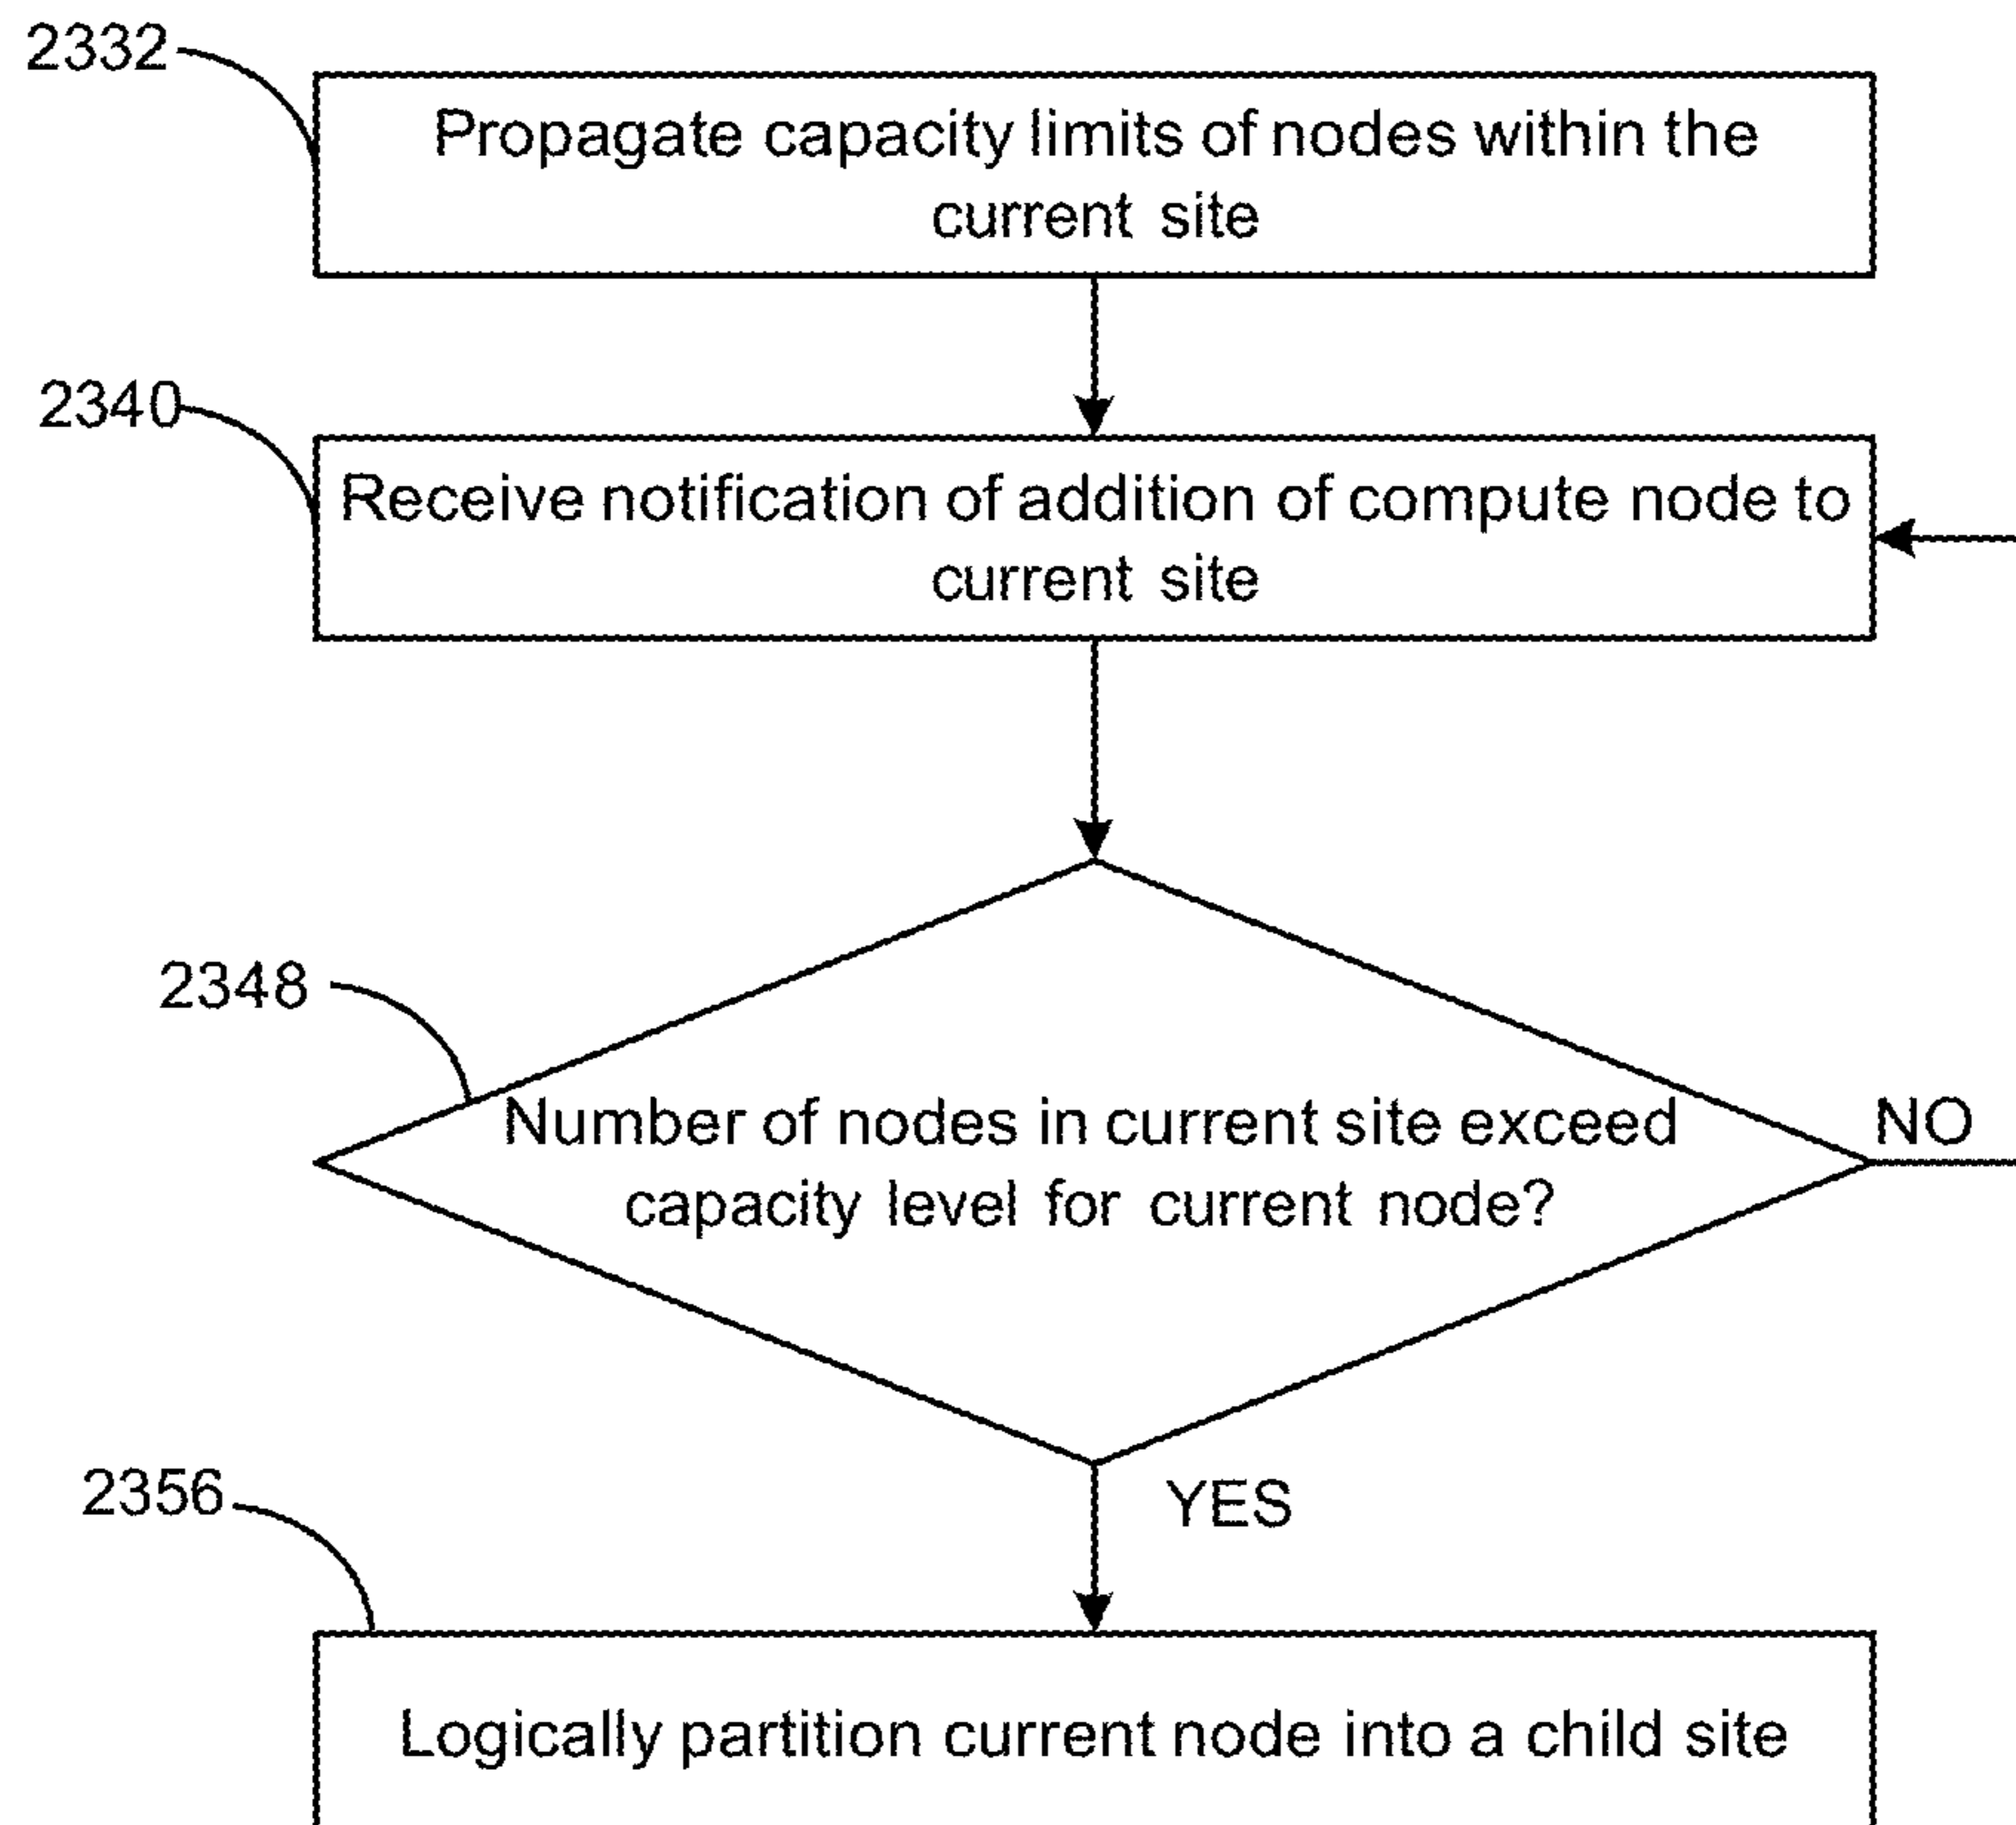 2332
Propagate capacity limits of nodes within the
current site
2340
Receive notification of addition of compute node to
current site
2348
Number of nodes in current site exceed
capacity level for current node?
NO
YES
2356
Logically partition current node into a child site